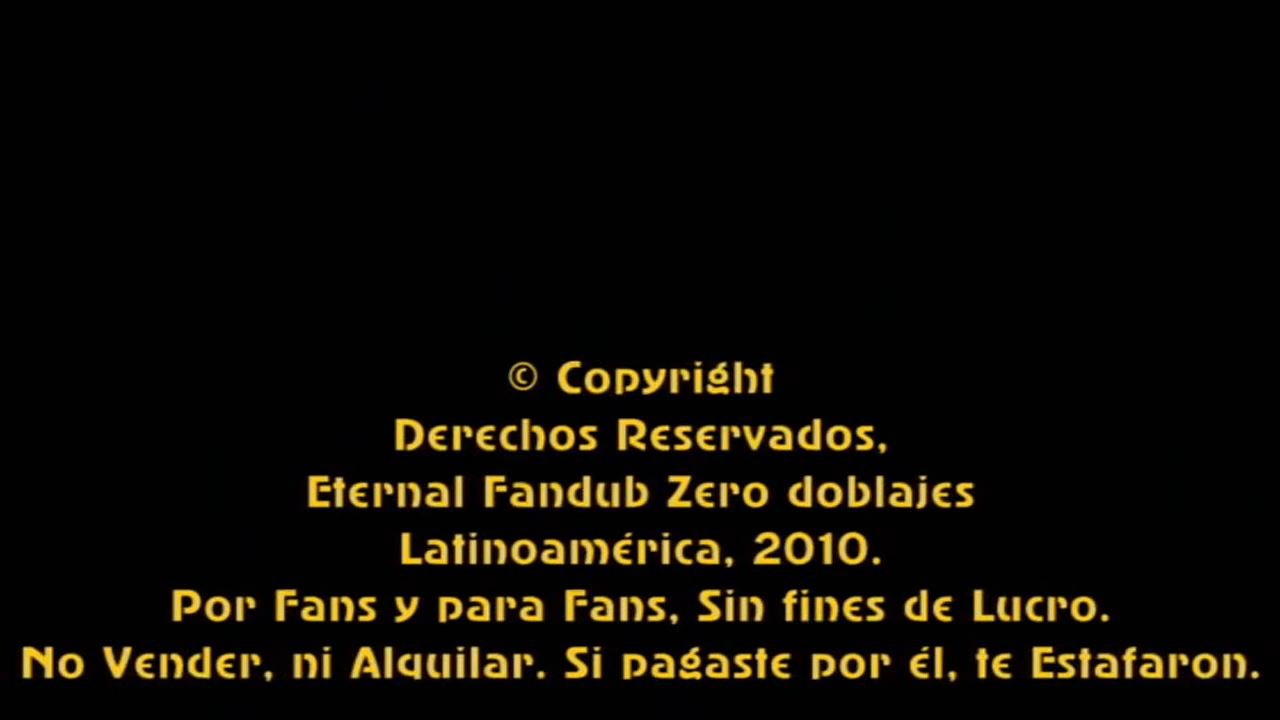 © Copyright
Derechos Reservados,
Eternal Fandub Zero doblajes
Latinoamérica, 2010.
Por Fans y para Fans, Sin fines de Lucro.
No Vender, ni Alquilar. Si pagaste por él, te Estafaron.